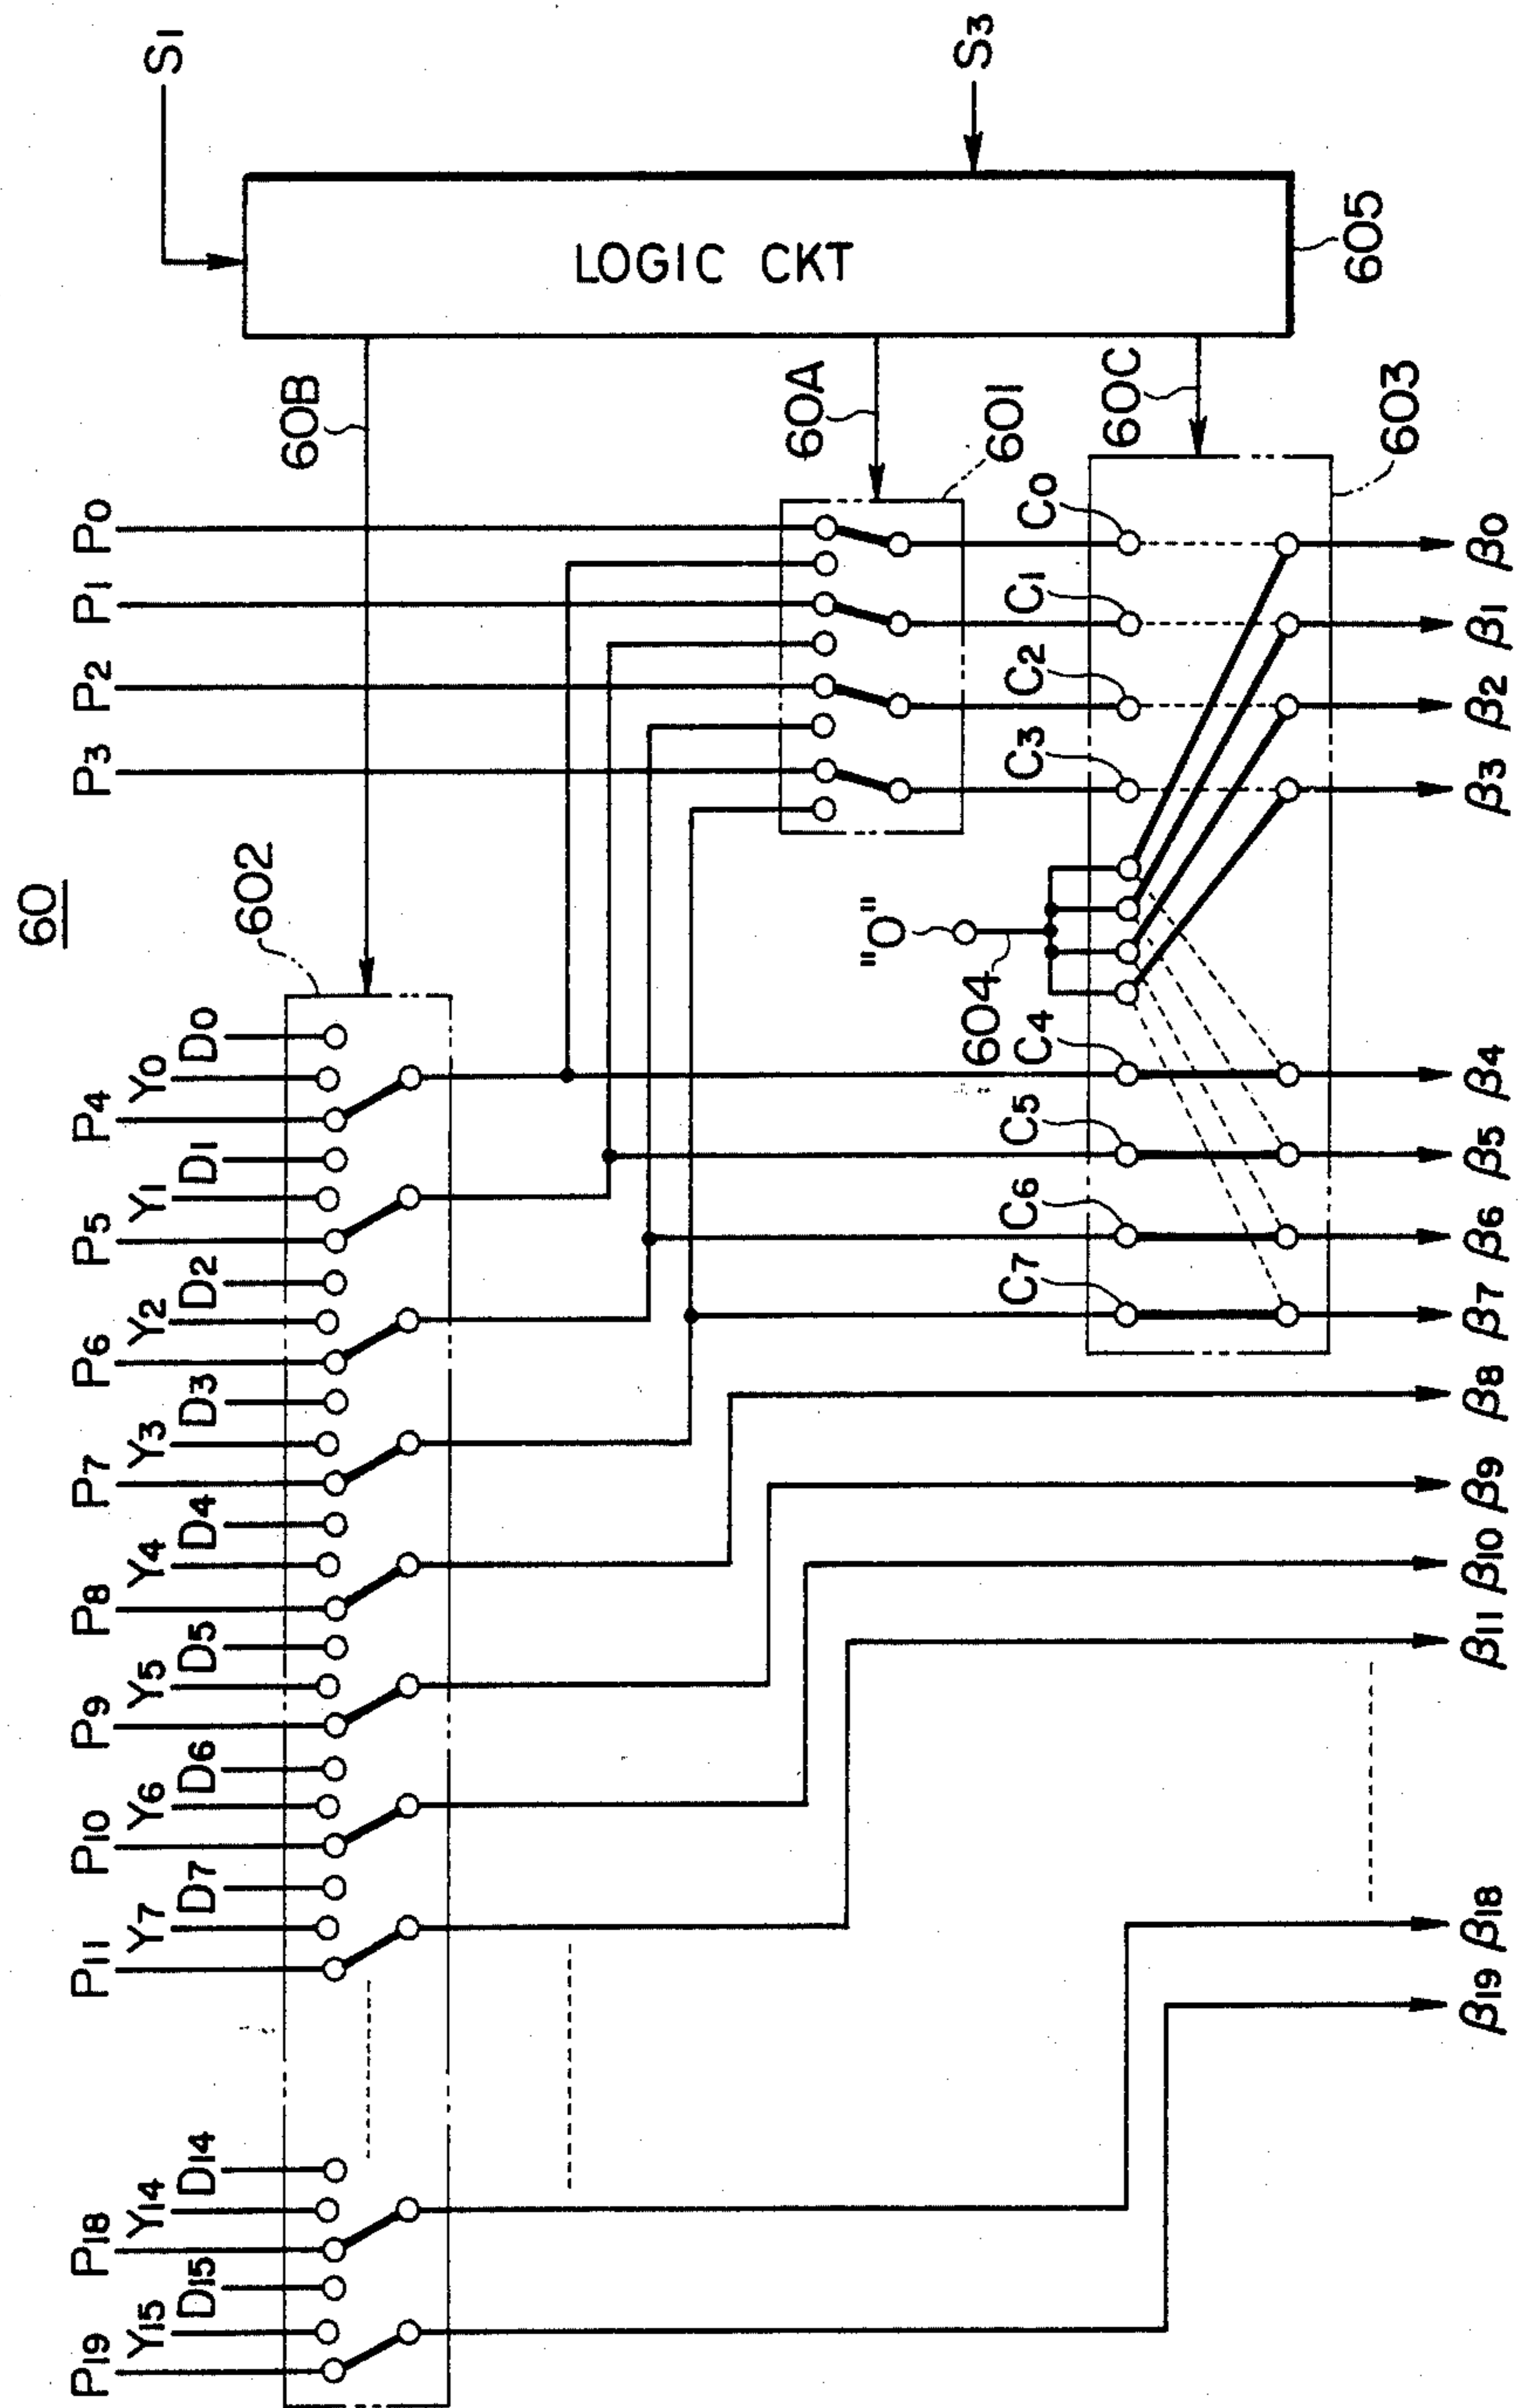 60
602
P19 Y15 D15 P18 Y14 D14 P11 Y7 D7 P10 Y6 D6 P9 Y5 D5 P8 Y4 D4 P7 Y3 D3 P6 Y2 D2 P5 Y1 D1 P4 Y0 D0
P3 P2 P1 P0
60B
S1
LOGIC CKT
605
S3
60A
601
"0"
604
60C
603
C7 C6 C5 C4 C3 C2 C1 C0
β19 β18 β11 β10 β9 β8 β7 β6 β5 β4 β3 β2 β1 β0